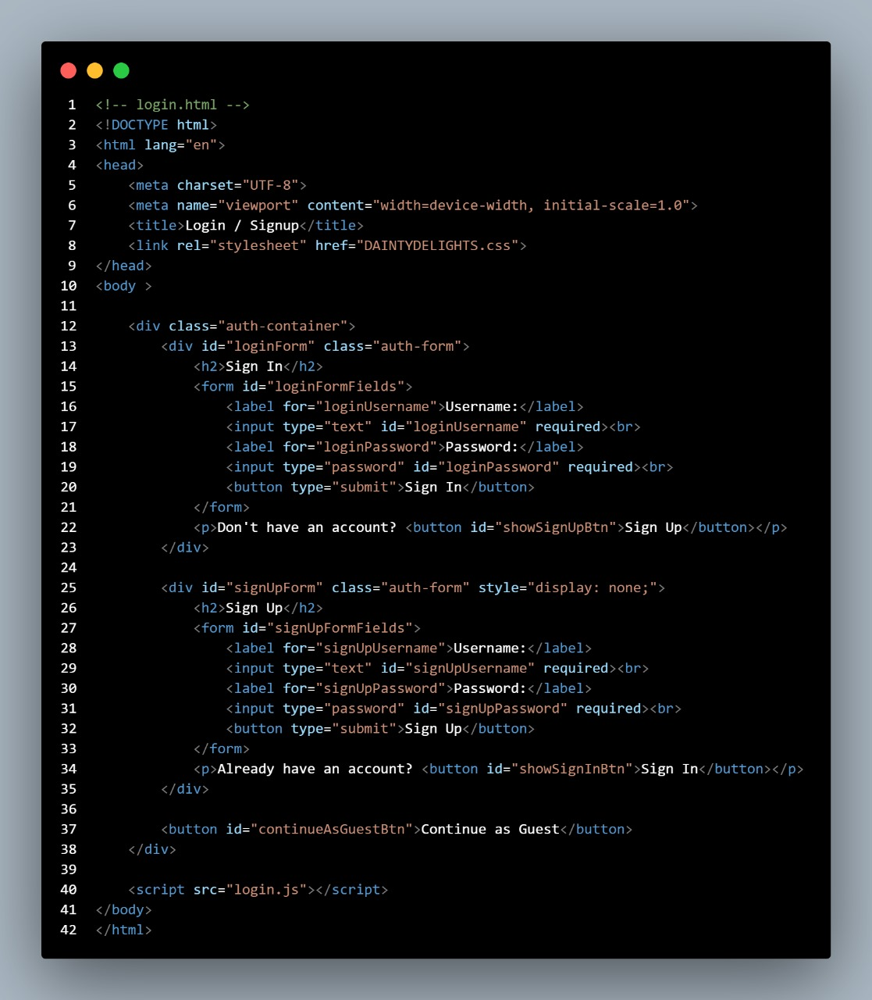 1 <!-- login.html -->
2 <!DOCTYPE html>
3 <html lang="en">
4 <head>
5     <meta charset="UTF-8">
6     <meta name="viewport" content="width=device-width, initial-scale=1.0">
7     <title>Login / Signup</title>
8     <link rel="stylesheet" href="DAINTYDELIGHTS.css">
9 </head>
10 <body >
11
12     <div class="auth-container">
13         <div id="loginForm" class="auth-form">
14             <h2>Sign In</h2>
15             <form id="loginFormFields">
16                 <label for="loginUsername">Username:</label>
17                 <input type="text" id="loginUsername" required><br>
18                 <label for="loginPassword">Password:</label>
19                 <input type="password" id="loginPassword" required><br>
20                 <button type="submit">Sign In</button>
21             </form>
22             <p>Don't have an account? <button id="showSignUpBtn">Sign Up</button></p>
23         </div>
24
25         <div id="signUpForm" class="auth-form" style="display: none;">
26             <h2>Sign Up</h2>
27             <form id="signUpFormFields">
28                 <label for="signUpUsername">Username:</label>
29                 <input type="text" id="signUpUsername" required><br>
30                 <label for="signUpPassword">Password:</label>
31                 <input type="password" id="signUpPassword" required><br>
32                 <button type="submit">Sign Up</button>
33             </form>
34             <p>Already have an account? <button id="showSignInBtn">Sign In</button></p>
35         </div>
36
37         <button id="continueAsGuestBtn">Continue as Guest</button>
38     </div>
39
40     <script src="login.js"></script>
41 </body>
42 </html>